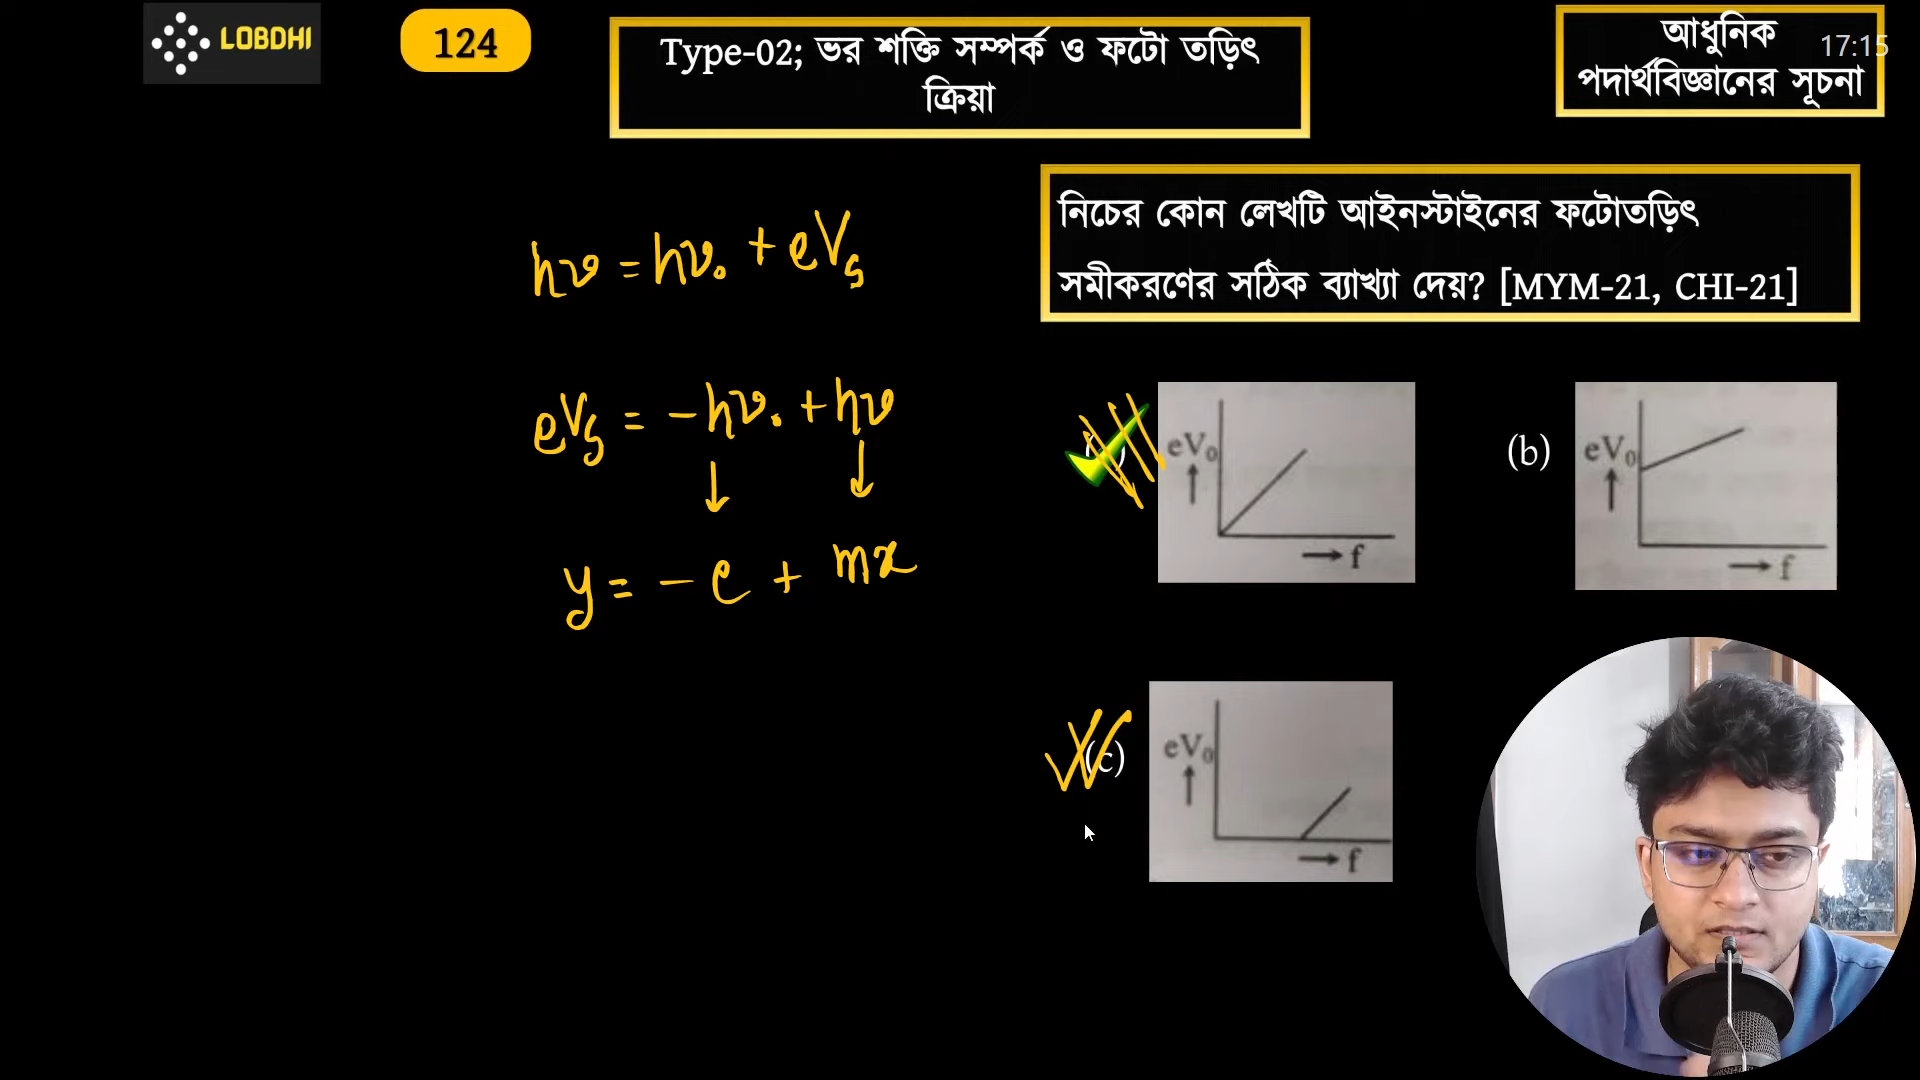 LOBDHI
124
Type-02; ভর শক্তি সম্পর্ক ও ফটো তড়িৎ
ক্রিয়া
আধুনিক
পদার্থবিজ্ঞানের সূচনা
17:15
নিচের কোন লেখটি আইনস্টাইনের ফটোতড়িৎ
সমীকরণের সঠিক ব্যাখ্যা দেয়? [MYM-21, CHI-21]
hν = hν₀ + eVs
eVs = -hν₀ + hν
y = - c + mx
eV₀
f
(b)
eV₀
f
(c)
eV₀
f